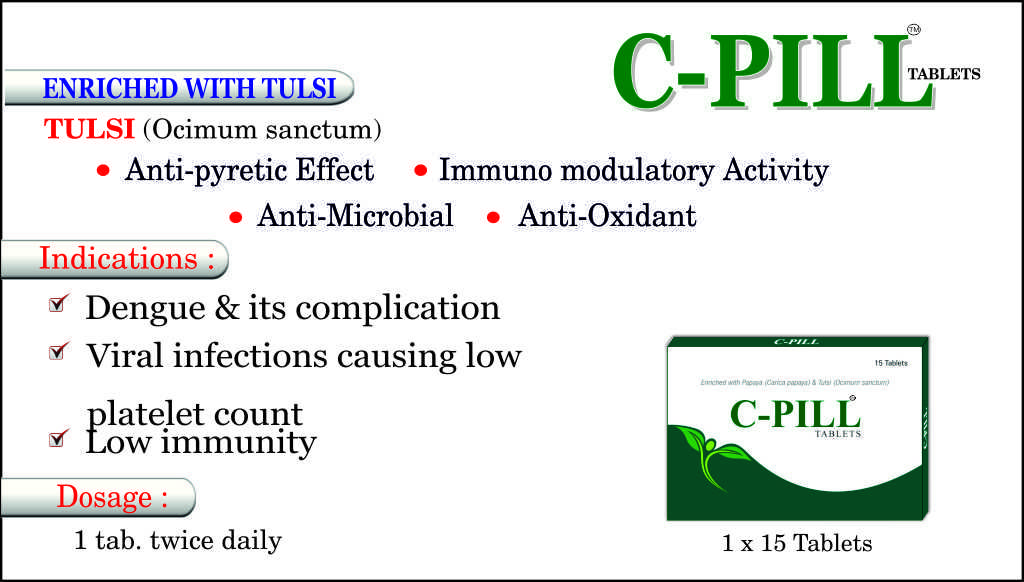 C-PILL TM
TABLETS
ENRICHED WITH TULSI
TULSI (Ocimum sanctum)
• Anti-pyretic Effect • Immuno modulatory Activity
• Anti-Microbial • Anti-Oxidant
Indications :
Dengue & its complication
Viral infections causing low
platelet count
Low immunity
Dosage :
1 tab. twice daily
C-PILL
15 Tablets
Enriched with Papaya (Carica papaya) & Tulsi (Ocimum sanctum)
C-PILL
TABLETS
C-PILL
1 x 15 Tablets